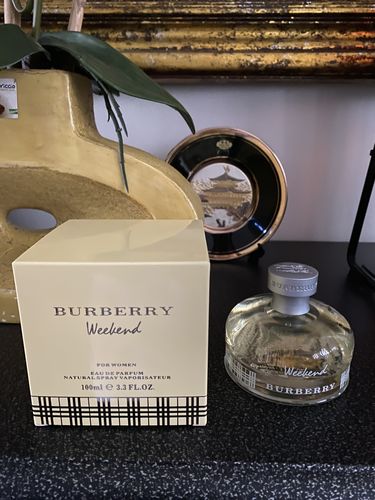 BURBERRY
Weekend
FOR WOMEN
EAU DE PARFUM
NATURAL SPRAY VAPORISATEUR
100ml ℮ 3.3 FL.OZ.
Weekend
BURBERRY